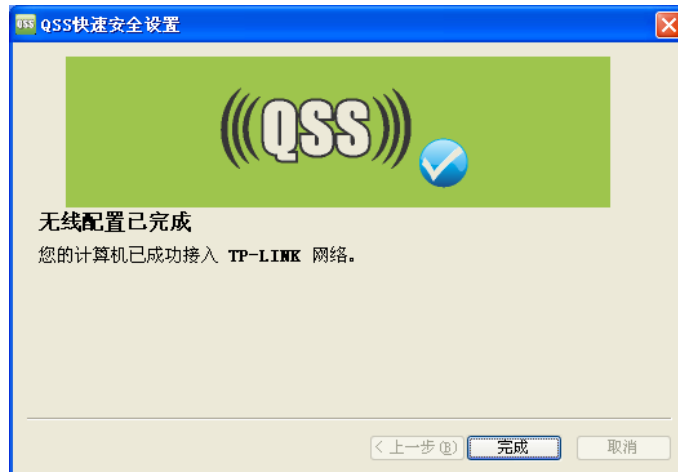 QSS QSS快速安全设置
(((QSS)))
无线配置已完成
您的计算机已成功接入 TP-LINK 网络。
< 上一步(B) 完成 取消